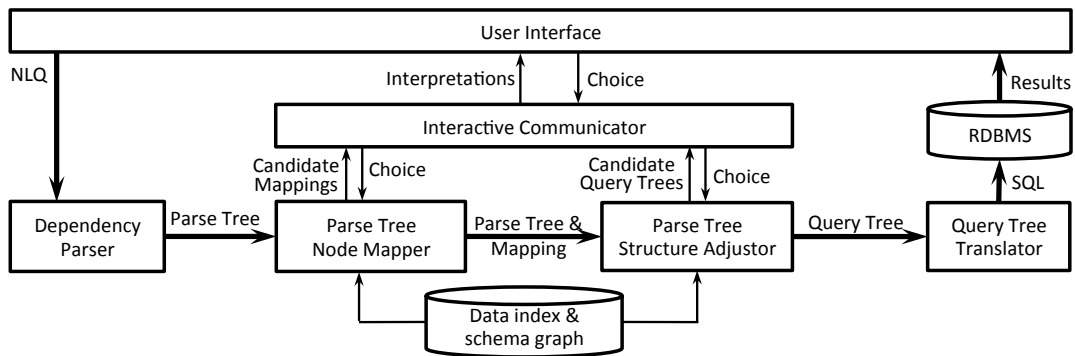 User Interface
NLQ
Interpretations
Choice
Results
Interactive Communicator
RDBMS
Candidate
Mappings
Choice
Candidate
Query Trees
Choice
SQL
Dependency
Parser
Parse Tree
Parse Tree
Node Mapper
Parse Tree &
Mapping
Parse Tree
Structure Adjustor
Query Tree
Query Tree
Translator
Data index &
schema graph